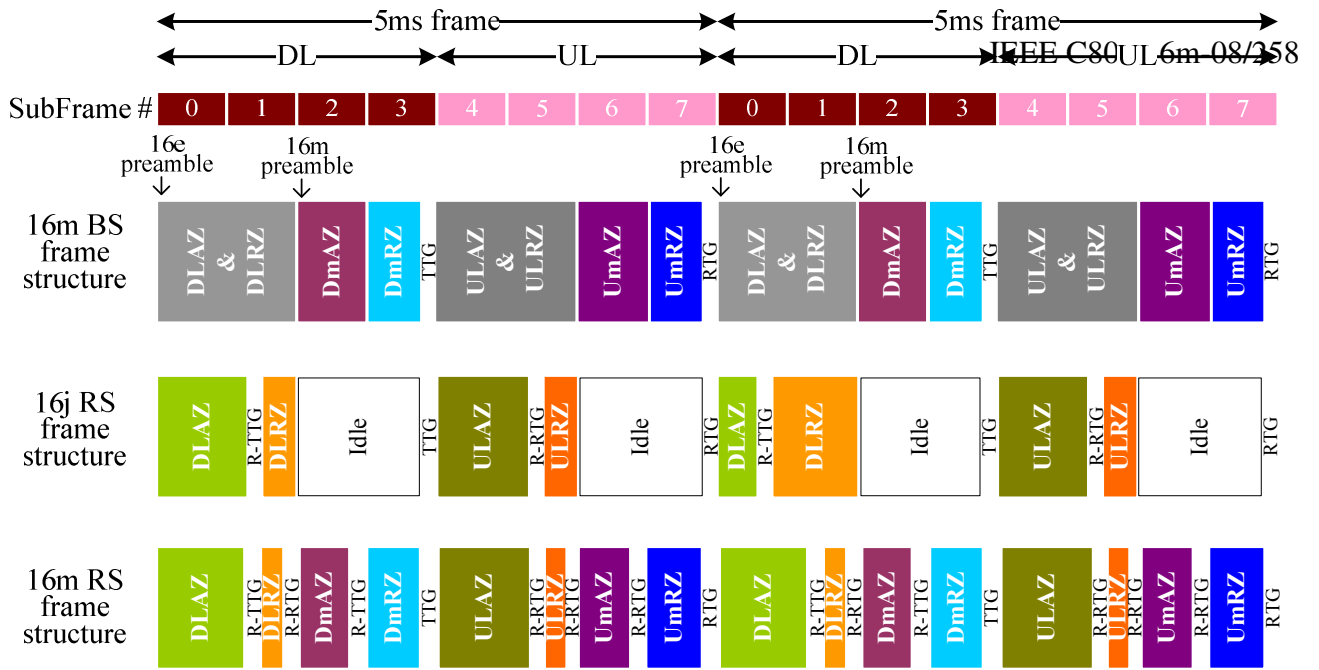 5ms frame 5ms frame
DL UL DL UL
IEEE C80 6m-08/258
SubFrame # 0 1 2 3 4 5 6 7 0 1 2 3 4 5 6 7
16e preamble 16m preamble 16e preamble 16m preamble
16m BS
frame
structure
DLAZ & DLRZ DmAZ DmRZ TTG ULAZ & ULRZ UmAZ UmRZ RTG DLAZ & DLRZ DmAZ DmRZ TTG ULAZ & ULRZ UmAZ UmRZ RTG
16j RS
frame
structure
DLAZ R-TTG DLRZ Idle TTG ULAZ R-RTG ULRZ Idle RTG DLAZ R-TTG DLRZ Idle TTG ULAZ R-RTG ULRZ Idle RTG
16m RS
frame
structure
DLAZ R-TTG DLRZ R-RTG DmAZ R-TTG DmRZ TTG ULAZ R-RTG ULRZ R-RTG UmAZ R-RTG UmRZ RTG DLAZ R-TTG DLRZ R-RTG DmAZ R-TTG DmRZ TTG ULAZ R-RTG ULRZ R-RTG UmAZ R-RTG UmRZ RTG